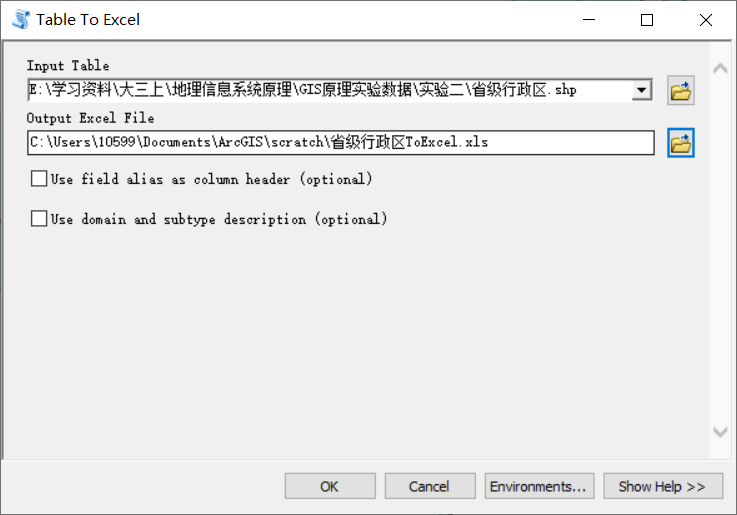 Table To Excel
Input Table
E:\学习资料\大三上\地理信息系统原理\GIS原理实验数据\实验二\省级行政区.shp
Output Excel File
C:\Users\10599\Documents\ArcGIS\scratch\省级行政区ToExcel.xls
Use field alias as column header (optional)
Use domain and subtype description (optional)
OK Cancel Environments... Show Help >>